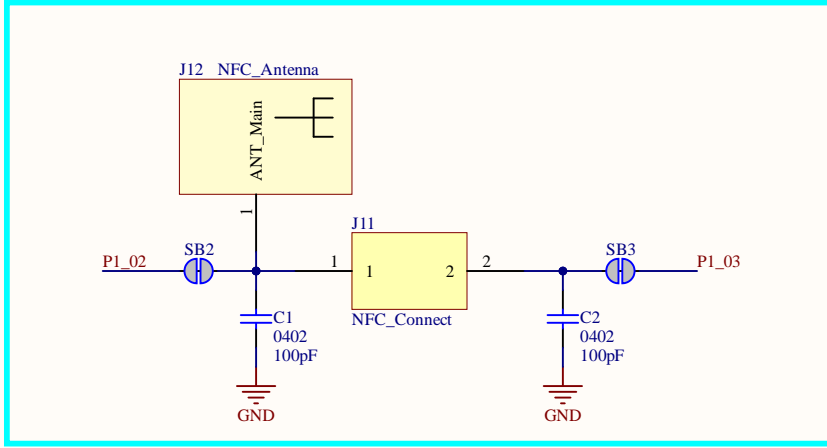 J12 NFC_Antenna
ANT_Main
1
J11
P1_02
SB2
1
1
2
2
SB3
P1_03
NFC_Connect
C1
0402
100pF
C2
0402
100pF
GND
GND